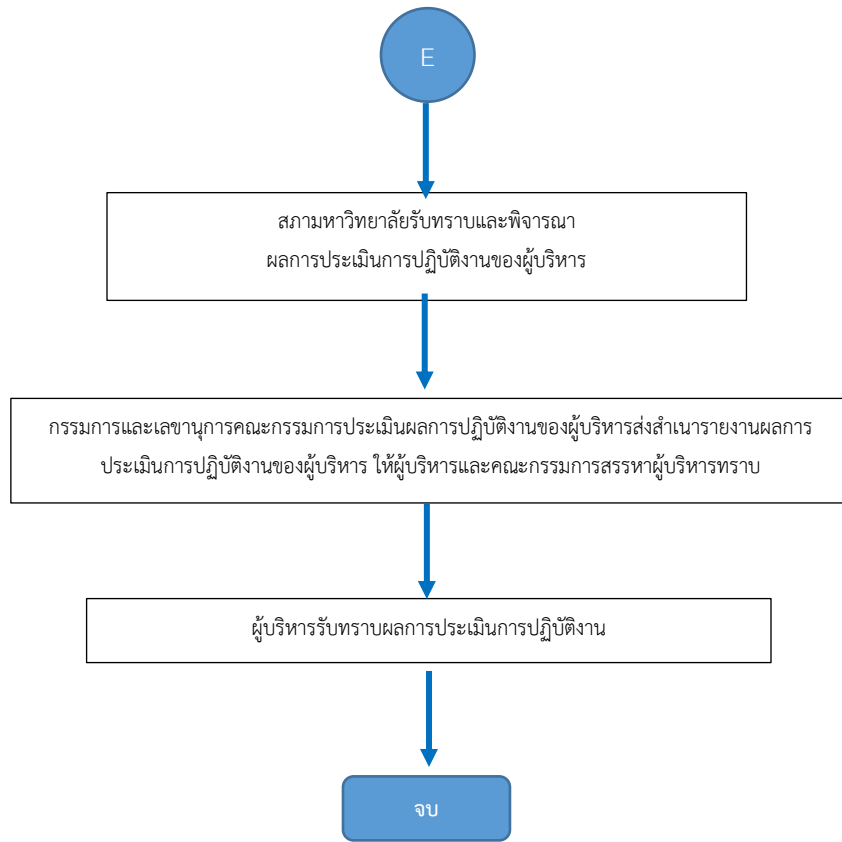 E
สภามหาวิทยาลัยรับทราบและพิจารณา
ผลการประเมินการปฏิบัติงานของผู้บริหาร
กรรมการและเลขานุการคณะกรรมการประเมินผลการปฏิบัติงานของผู้บริหารส่งสำเนารายงานผลการ
ประเมินการปฏิบัติงานของผู้บริหาร ให้ผู้บริหารและคณะกรรมการสรรหาผู้บริหารทราบ
ผู้บริหารรับทราบผลการประเมินการปฏิบัติงาน
จบ